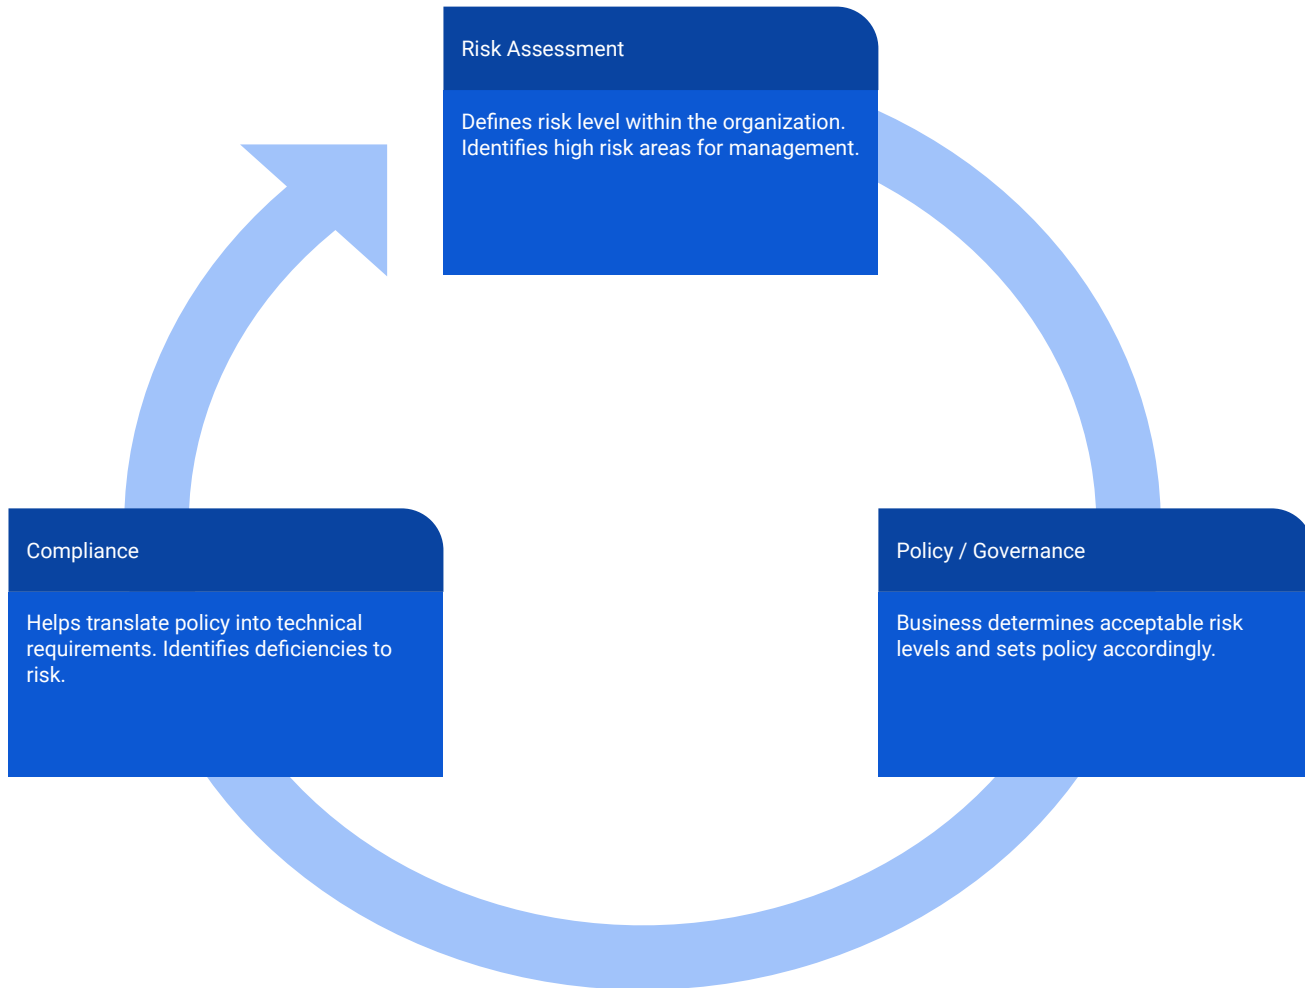 Risk Assessment
Defines risk level within the organization.
Identifies high risk areas for management.
Compliance
Helps translate policy into technical
requirements. Identifies deficiencies to
risk.
Policy / Governance
Business determines acceptable risk
levels and sets policy accordingly.